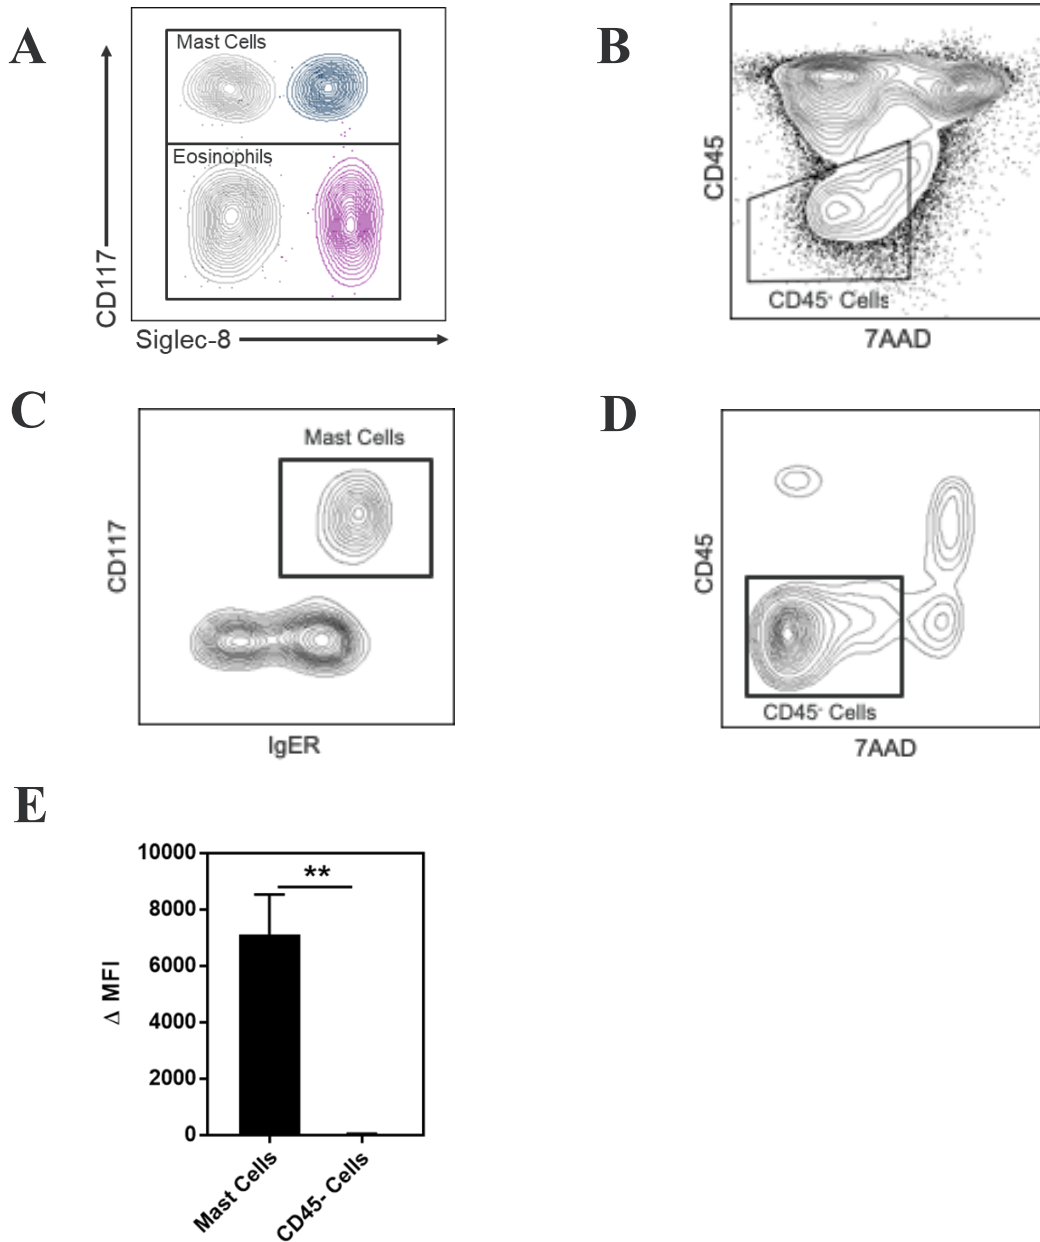 A
CD117
Mast Cells
Eosinophils
Siglec-8
B
CD45
CD45- Cells
7AAD
C
CD117
Mast Cells
IgER
D
CD45
CD45- Cells
7AAD
E
Δ MFI
10000
8000
6000
4000
2000
0
**
Mast Cells
CD45- Cells